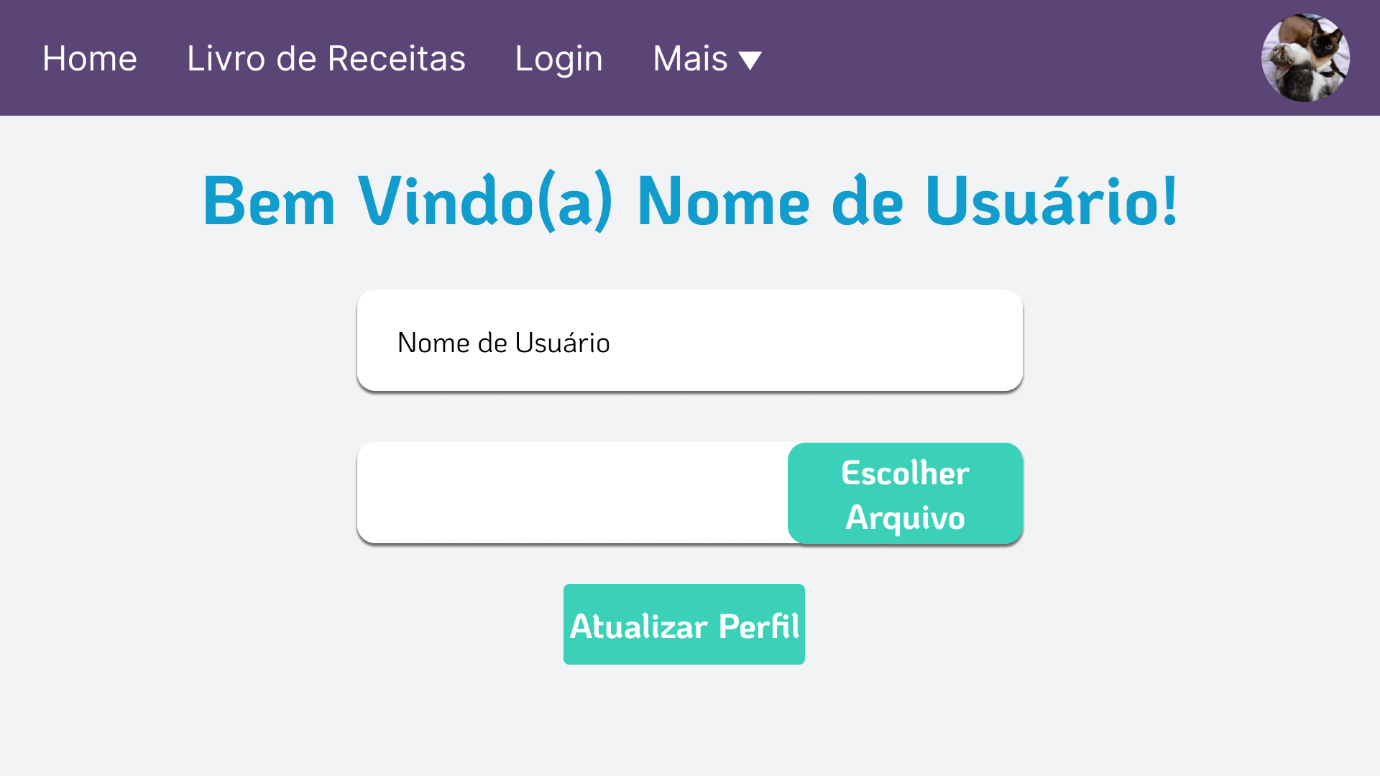 Home Livro de Receitas Login Mais ▼
Bem Vindo(a) Nome de Usuário!
Nome de Usuário
Escolher
Arquivo
Atualizar Perfil